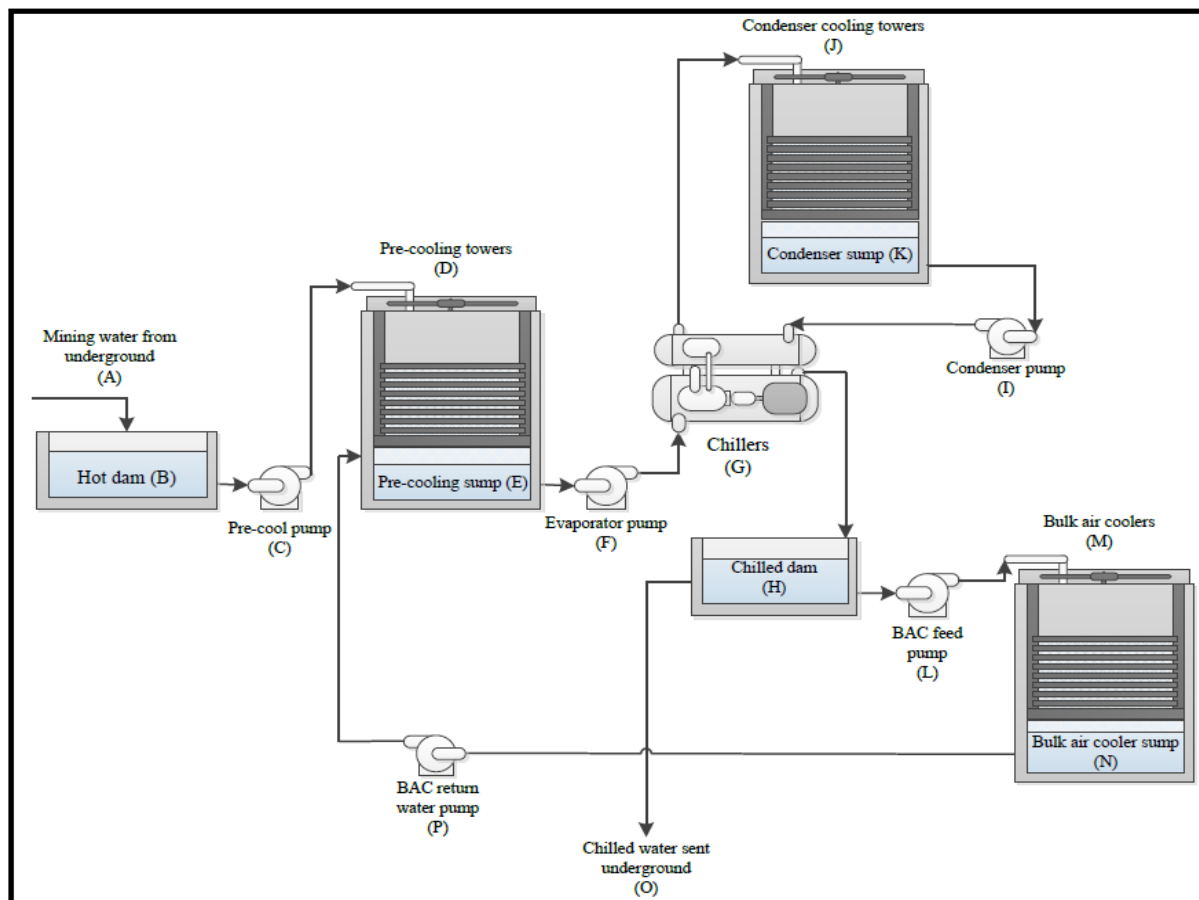 Condenser cooling towers
(J)
Condenser sump (K)
Pre-cooling towers
(D)
Mining water from
underground
(A)
Condenser pump
(I)
Chillers
(G)
Hot dam (B)
Pre-cooling sump (E)
Pre-cool pump
(C)
Evaporator pump
(F)
Bulk air coolers
(M)
Chilled dam
(H)
BAC feed
pump
(L)
Bulk air cooler sump
(N)
BAC return
water pump
(P)
Chilled water sent
underground
(O)